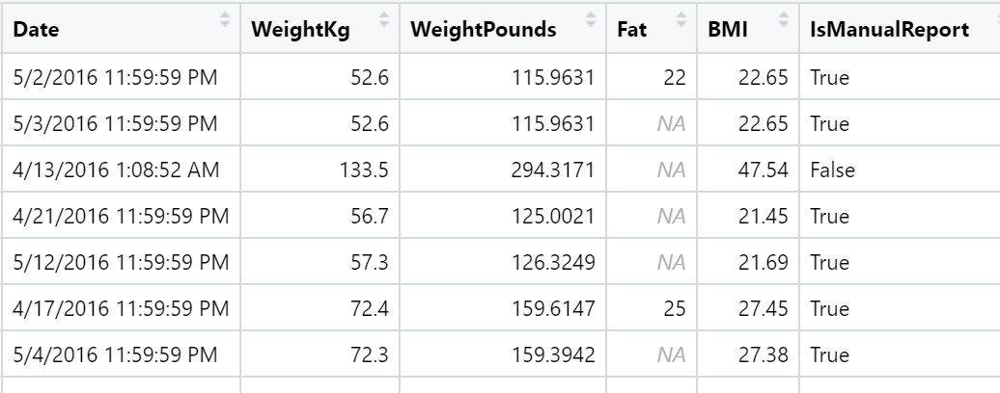 Date WeightKg WeightPounds Fat BMI IsManualReport
5/2/2016 11:59:59 PM 52.6 115.9631 22 22.65 True
5/3/2016 11:59:59 PM 52.6 115.9631 NA 22.65 True
4/13/2016 1:08:52 AM 133.5 294.3171 NA 47.54 False
4/21/2016 11:59:59 PM 56.7 125.0021 NA 21.45 True
5/12/2016 11:59:59 PM 57.3 126.3249 NA 21.69 True
4/17/2016 11:59:59 PM 72.4 159.6147 25 27.45 True
5/4/2016 11:59:59 PM 72.3 159.3942 NA 27.38 True